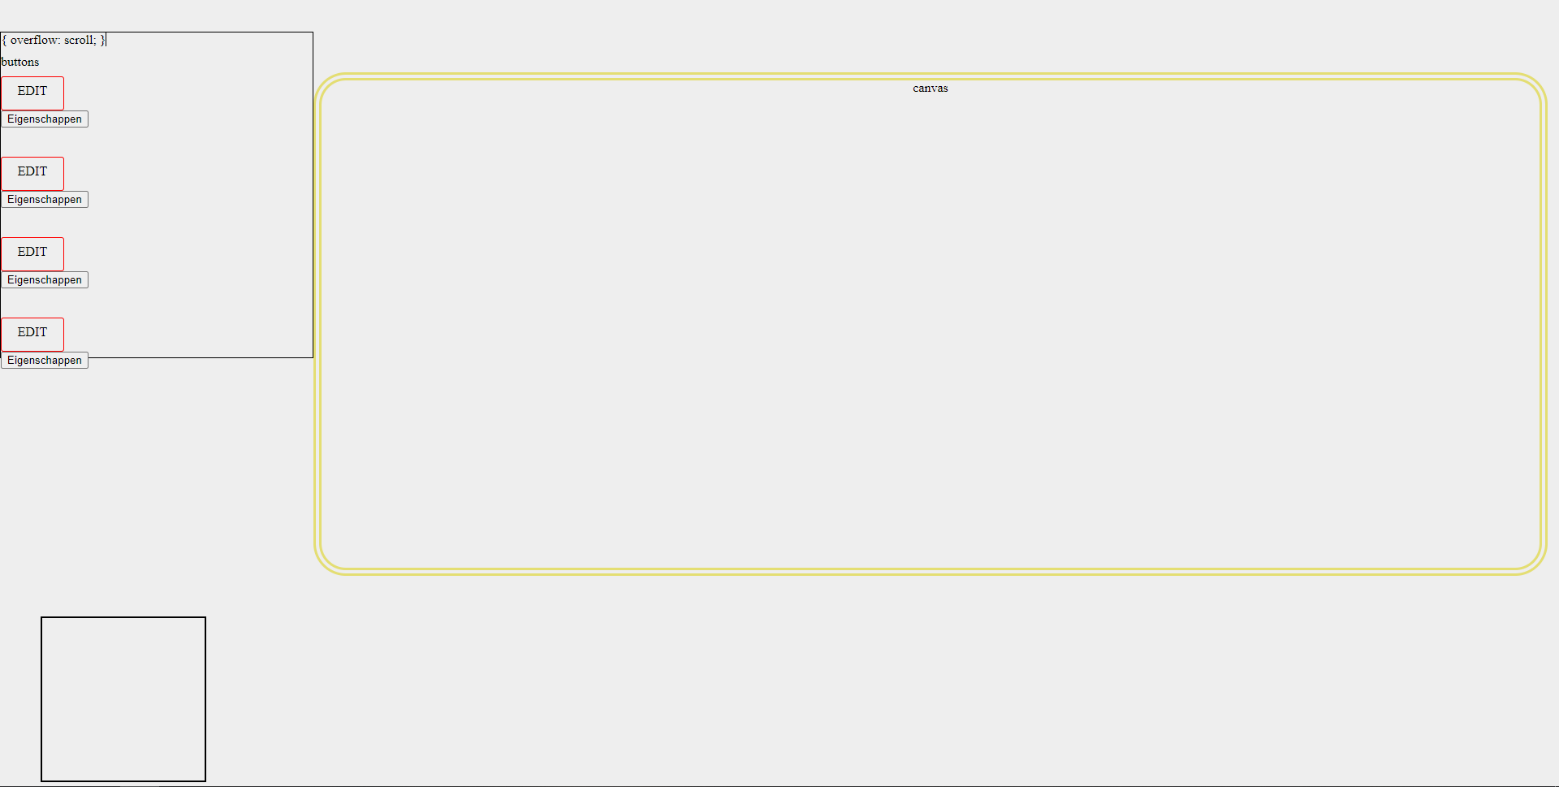 { overflow: scroll; }
buttons
EDIT
Eigenschappen
EDIT
Eigenschappen
EDIT
Eigenschappen
EDIT
Eigenschappen
canvas